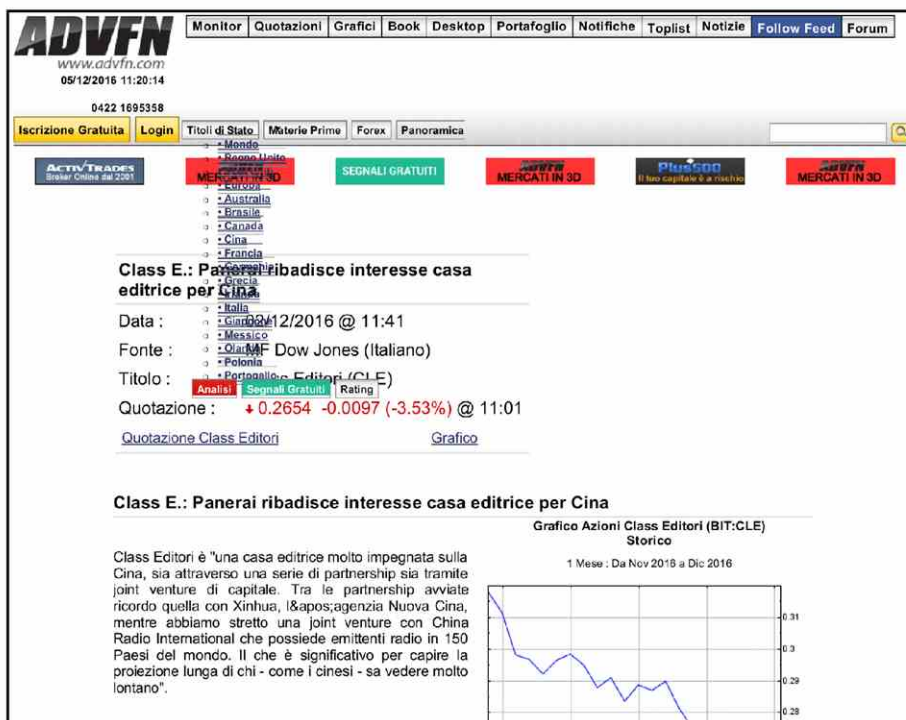 ADVFN
www.advfn.com
05/12/2016 11:20:14
0422 1695358
Monitor Quotazioni Grafici Book Desktop Portafoglio Notifiche Toplist Notizie Follow Feed Forum
Iscrizione Gratuita Login Titoli di Stato Materie Prime Forex Panoramica
• Mondo
• Regno Unito
• Europa
• Australia
• Brasile
• Canada
• Cina
• Francia
• Germania
• Grecia
• Italia
• Giappone
• Messico
• Olanda
• Polonia
• Portogallo
ACTIVTRADES
Broker Online dal 2001
ADVFN
MERCATI IN 3D
SEGNALI GRATUITI
ADVFN
MERCATI IN 3D
Plus500
Il tuo capitale è a rischio
ADVFN
MERCATI IN 3D
Class E.: Panerai ribadisce interesse casa
editrice per Cina
Data : 02/12/2016 @ 11:41
Fonte : MF Dow Jones (Italiano)
Titolo : Class Editori (CLE)
Analisi Segnali Gratuiti Rating
Quotazione : 0.2654 -0.0097 (-3.53%) @ 11:01
Quotazione Class Editori Grafico
Class E.: Panerai ribadisce interesse casa editrice per Cina
Class Editori è "una casa editrice molto impegnata sulla
Cina, sia attraverso una serie di partnership sia tramite
joint venture di capitale. Tra le partnership avviate
ricordo quella con Xinhua, l&apos;agenzia Nuova Cina,
mentre abbiamo stretto una joint venture con China
Radio International che possiede emittenti radio in 150
Paesi del mondo. Il che è significativo per capire la
proiezione lunga di chi - come i cinesi - sa vedere molto
lontano".
Grafico Azioni Class Editori (BIT:CLE)
Storico
1 Mese : Da Nov 2016 a Dic 2016
0.31
0.3
0.29
0.28